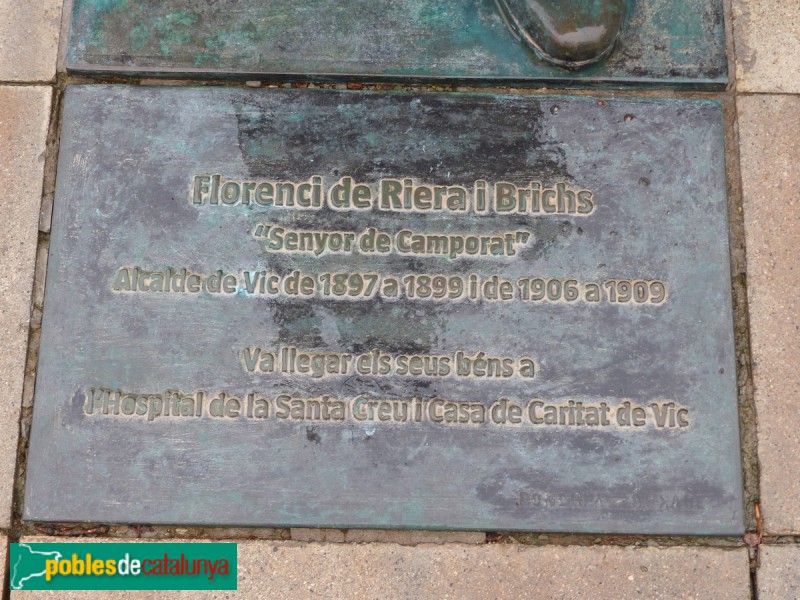 Florenci de Riera i Brichs
"Senyor de Camporat"
Alcalde de Vic de 1897 a 1899 i de 1906 a 1909
Va llegar els seus béns a
l'Hospital de la Santa Creu i Casa de Caritat de Vic
poblesdecatalunya